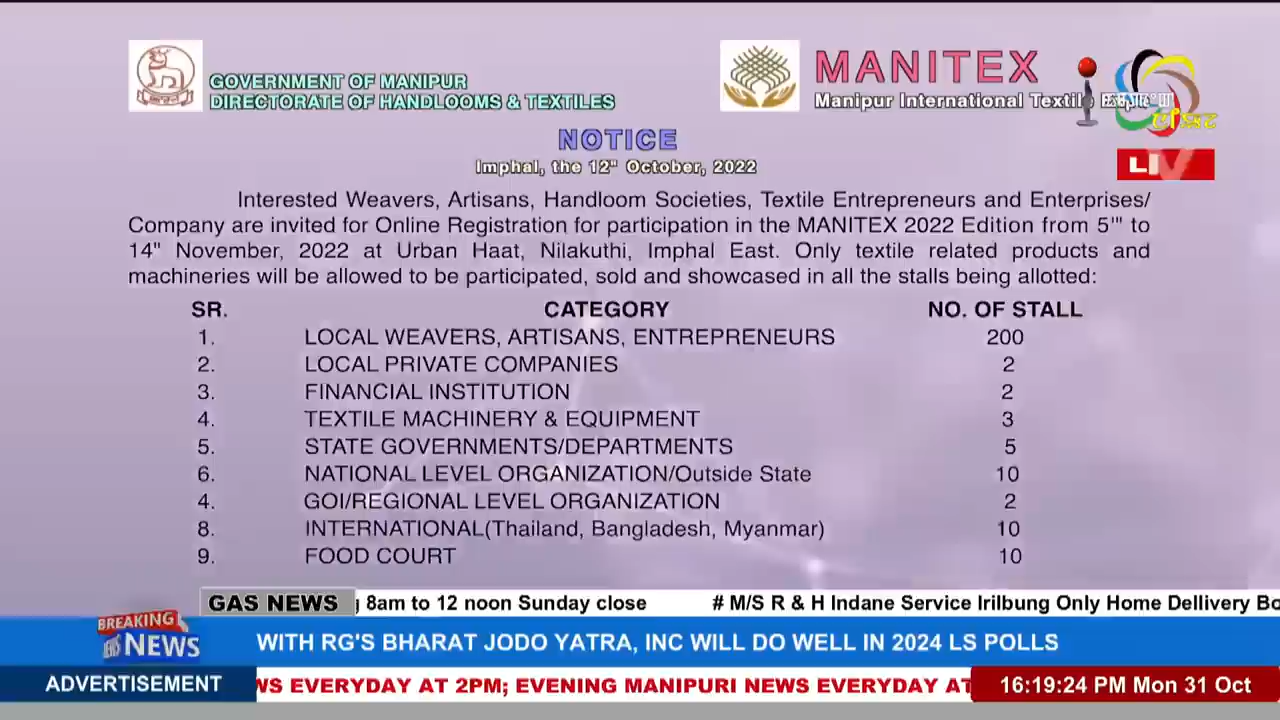 GOVERNMENT OF MANIPUR
DIRECTORATE OF HANDLOOMS & TEXTILES
MANITEX
Manipur International Textile
NOTICE
Imphal, the 12" October, 2022
LIV
Interested Weavers, Artisans, Handloom Societies, Textile Entrepreneurs and Enterprises/
Company are invited for Online Registration for participation in the MANITEX 2022 Edition from 5'" to
14" November, 2022 at Urban Haat, Nilakuthi, Imphal East. Only textile related products and
machineries will be allowed to be participated, sold and showcased in all the stalls being allotted:
SR. CATEGORY NO. OF STALL
1. LOCAL WEAVERS, ARTISANS, ENTREPRENEURS 200
2. LOCAL PRIVATE COMPANIES 2
3. FINANCIAL INSTITUTION 2
4. TEXTILE MACHINERY & EQUIPMENT 3
5. STATE GOVERNMENTS/DEPARTMENTS 5
6. NATIONAL LEVEL ORGANIZATION/Outside State 10
4. GOI/REGIONAL LEVEL ORGANIZATION 2
8. INTERNATIONAL(Thailand, Bangladesh, Myanmar) 10
9. FOOD COURT 10
GAS NEWS 8am to 12 noon Sunday close # M/S R & H Indane Service Irilbung Only Home Dellivery Bo
BREAKING
NEWS
WITH RG'S BHARAT JODO YATRA, INC WILL DO WELL IN 2024 LS POLLS
ADVERTISEMENT WS EVERYDAY AT 2PM; EVENING MANIPURI NEWS EVERYDAY AT 16:19:24 PM Mon 31 Oct